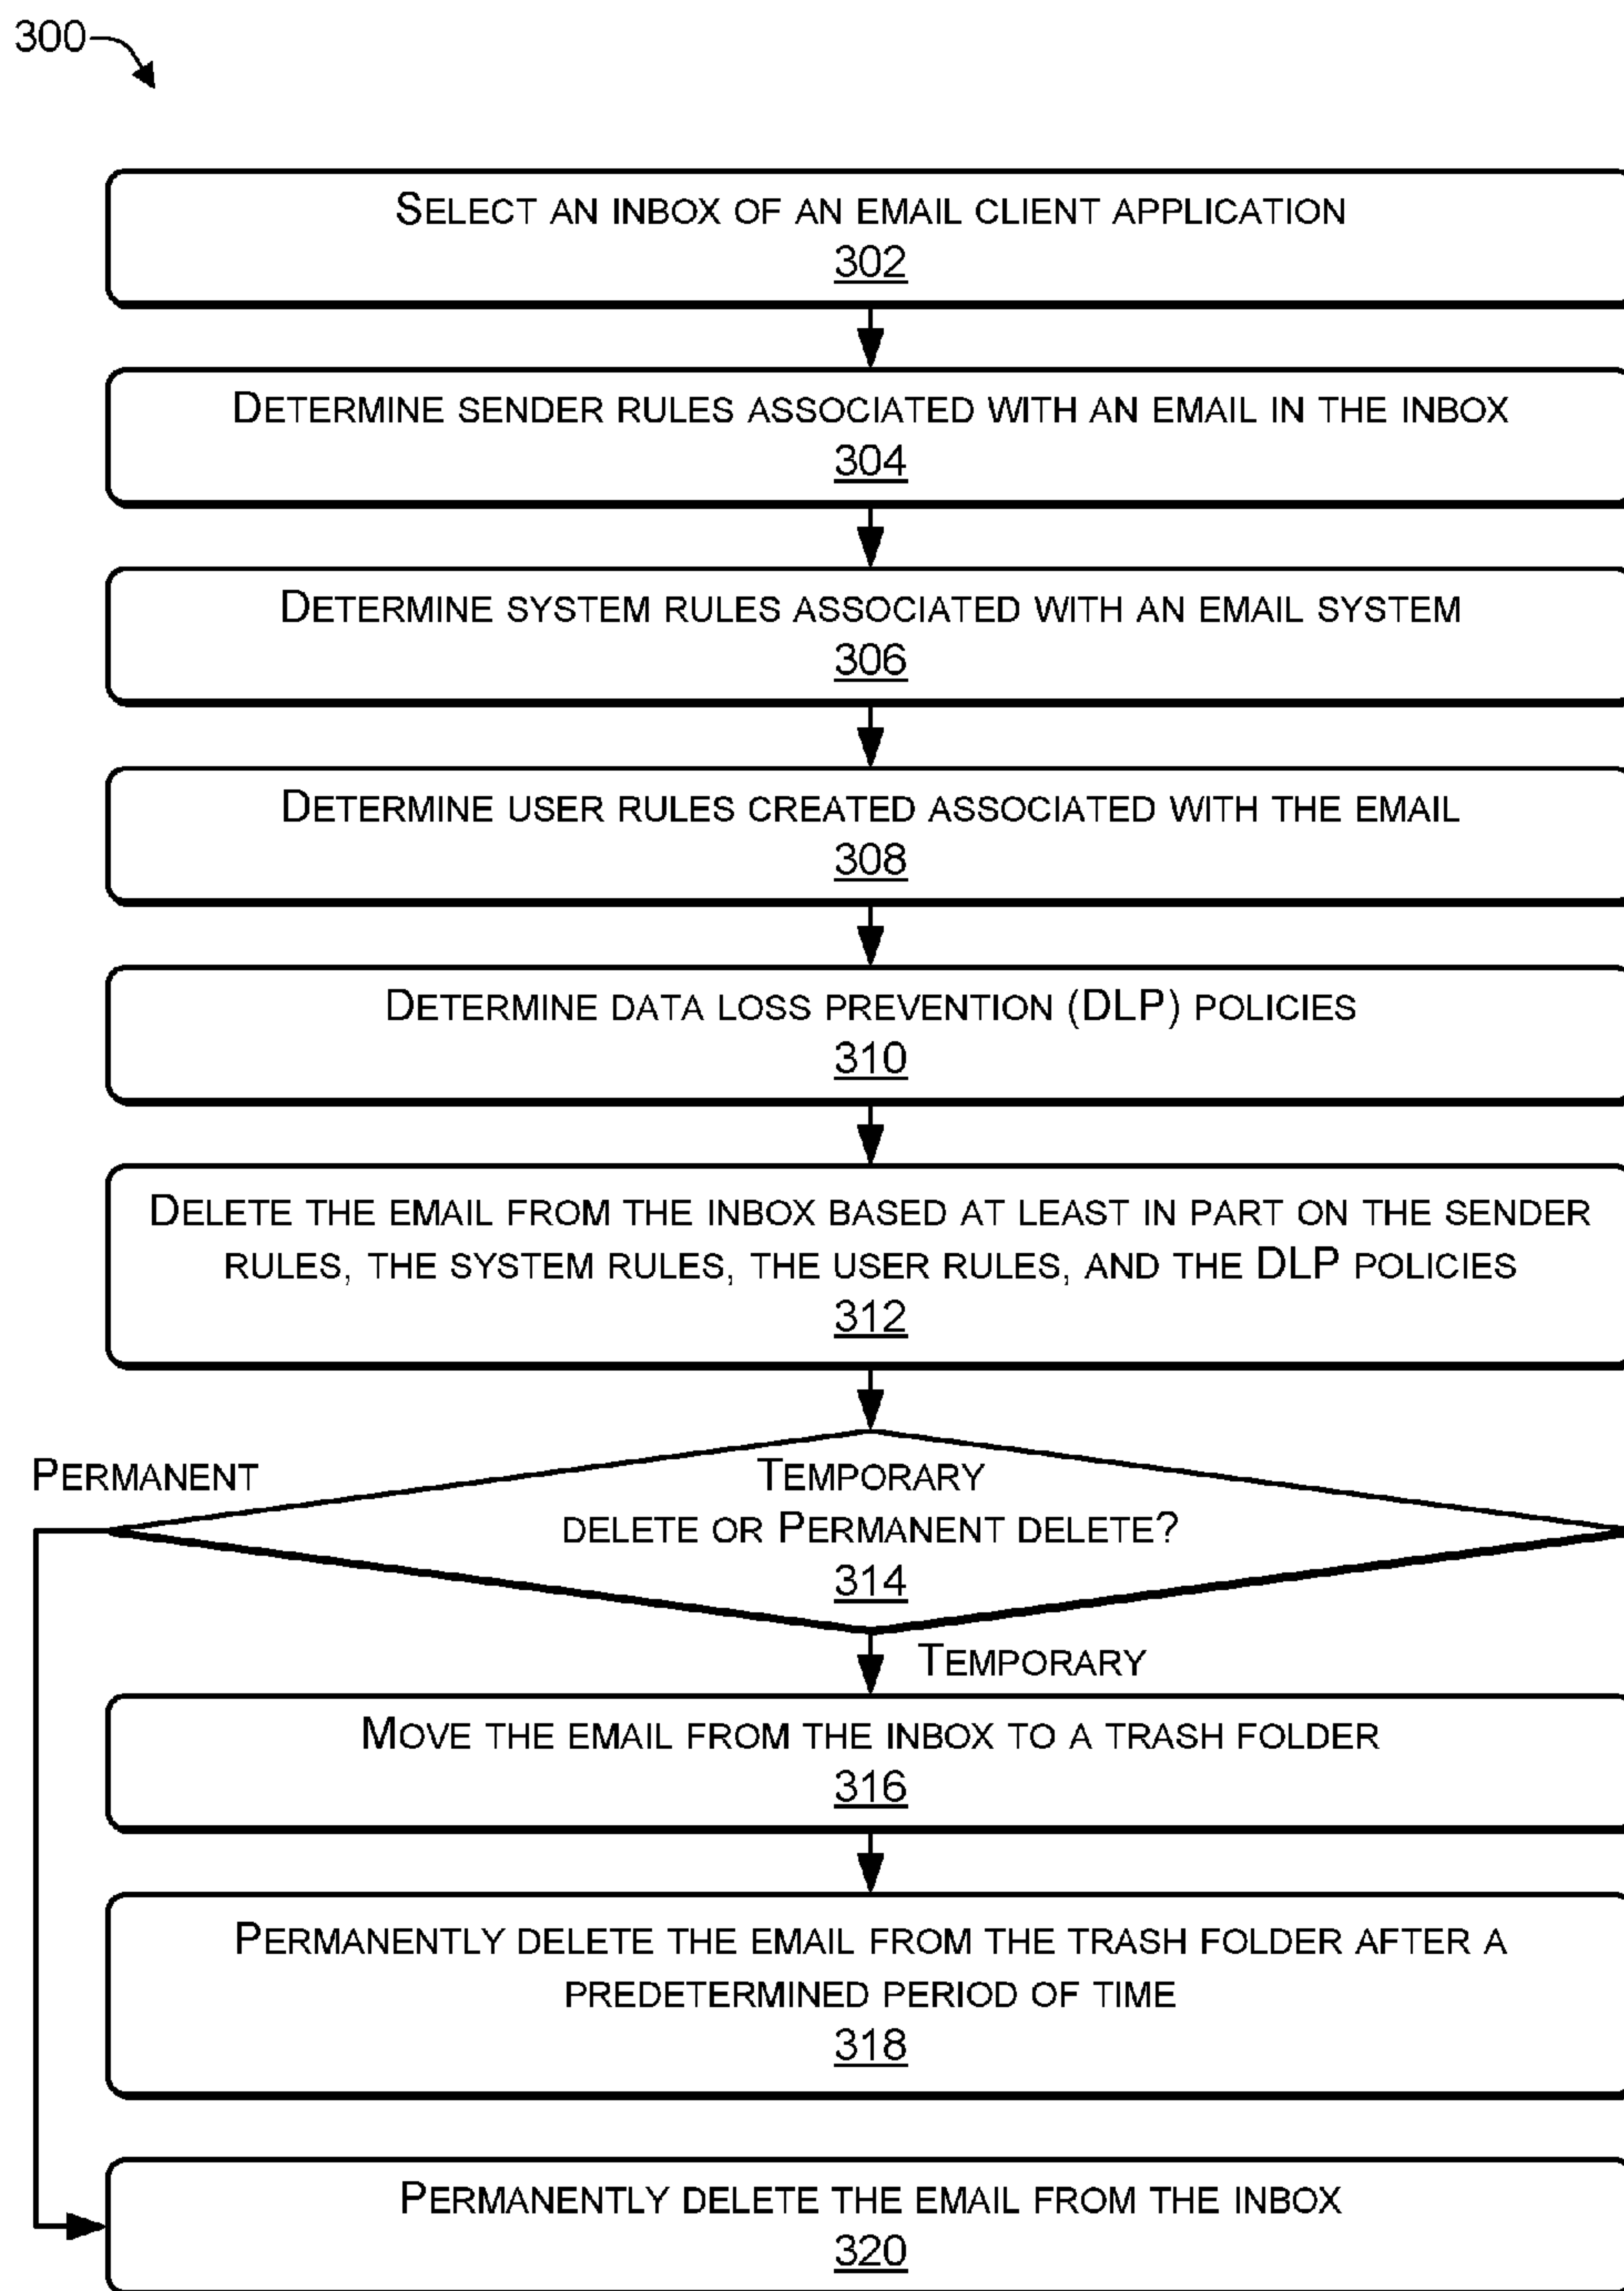 300
SELECT AN INBOX OF AN EMAIL CLIENT APPLICATION
302
DETERMINE SENDER RULES ASSOCIATED WITH AN EMAIL IN THE INBOX
304
DETERMINE SYSTEM RULES ASSOCIATED WITH AN EMAIL SYSTEM
306
DETERMINE USER RULES CREATED ASSOCIATED WITH THE EMAIL
308
DETERMINE DATA LOSS PREVENTION (DLP) POLICIES
310
DELETE THE EMAIL FROM THE INBOX BASED AT LEAST IN PART ON THE SENDER
RULES, THE SYSTEM RULES, THE USER RULES, AND THE DLP POLICIES
312
PERMANENT
TEMPORARY
DELETE OR PERMANENT DELETE?
314
TEMPORARY
MOVE THE EMAIL FROM THE INBOX TO A TRASH FOLDER
316
PERMANENTLY DELETE THE EMAIL FROM THE TRASH FOLDER AFTER A
PREDETERMINED PERIOD OF TIME
318
PERMANENTLY DELETE THE EMAIL FROM THE INBOX
320